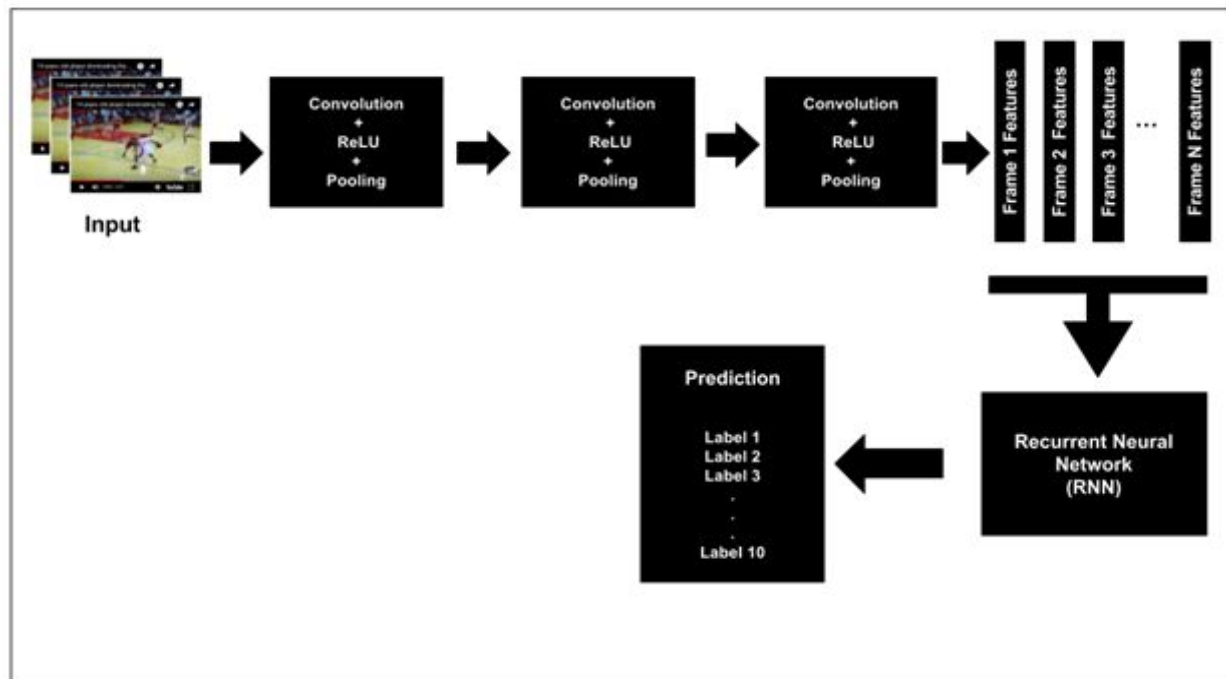 Input
Convolution
+
ReLU
+
Pooling
Convolution
+
ReLU
+
Pooling
Convolution
+
ReLU
+
Pooling
Frame 1 Features
Frame 2 Features
Frame 3 Features
...
Frame N Features
Recurrent Neural
Network
(RNN)
Prediction
Label 1
Label 2
Label 3
.
.
.
Label 10